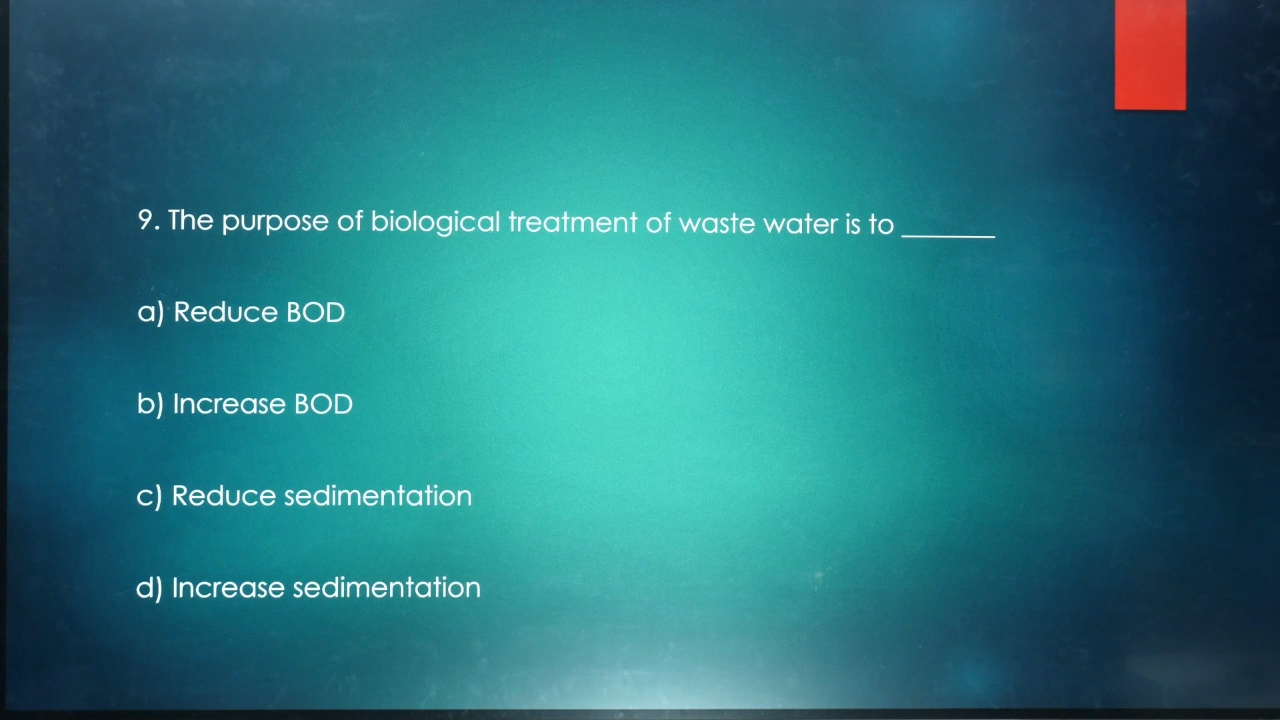 9. The purpose of biological treatment of waste water is to _______
a) Reduce BOD
b) Increase BOD
c) Reduce sedimentation
d) Increase sedimentation